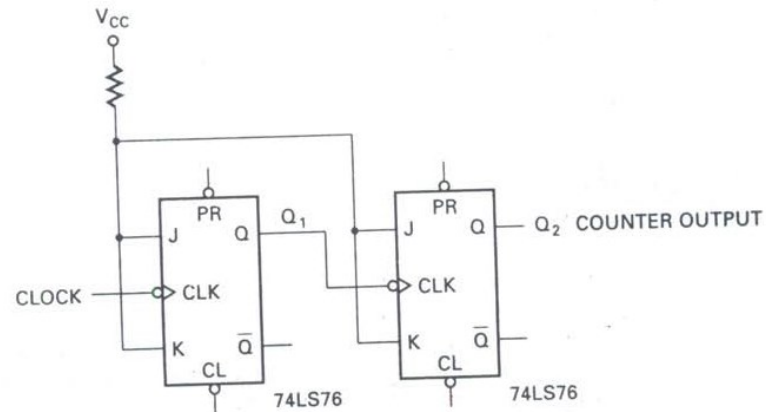 VCC
PR
J Q
CLOCK
CLK
K Q̅
CL
74LS76
Q1
PR
J Q
CLK
K Q̅
CL
74LS76
Q2 COUNTER OUTPUT